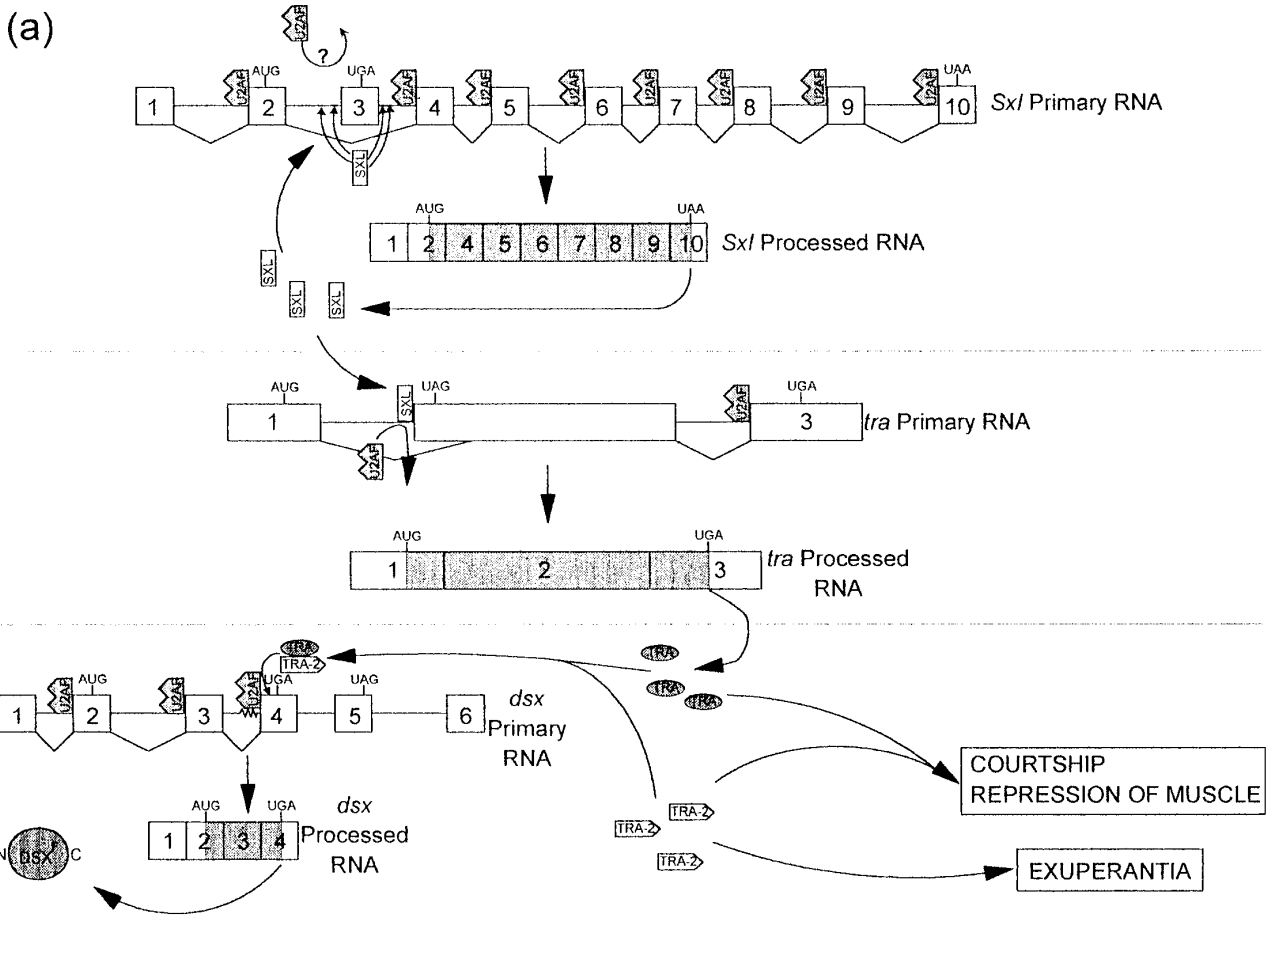 (a)
U2AF
?
AUG UGA UAA
U2AF U2AF U2AF U2AF U2AF U2AF U2AF U2AF
1 2 3 4 5 6 7 8 9 10 Sxl Primary RNA
SXL
AUG UAA
1 2 4 5 6 7 8 9 10 Sxl Processed RNA
SXL
SXL SXL
AUG SXL UAG U2AF UGA
1 3 tra Primary RNA
U2AF
AUG UGA
1 2 3 tra Processed
RNA
TRA
TRA-2
TRA
TRA TRA
AUG UGA UAG
U2AF U2AF U2AF
1 2 3 4 5 6 dsx
Primary
RNA
COURTSHIP
REPRESSION OF MUSCLE
AUG UGA dsx
1 2 3 4 Processed
RNA
TRA-2
TRA-2
TRA-2
N DSXF C
EXUPERANTIA